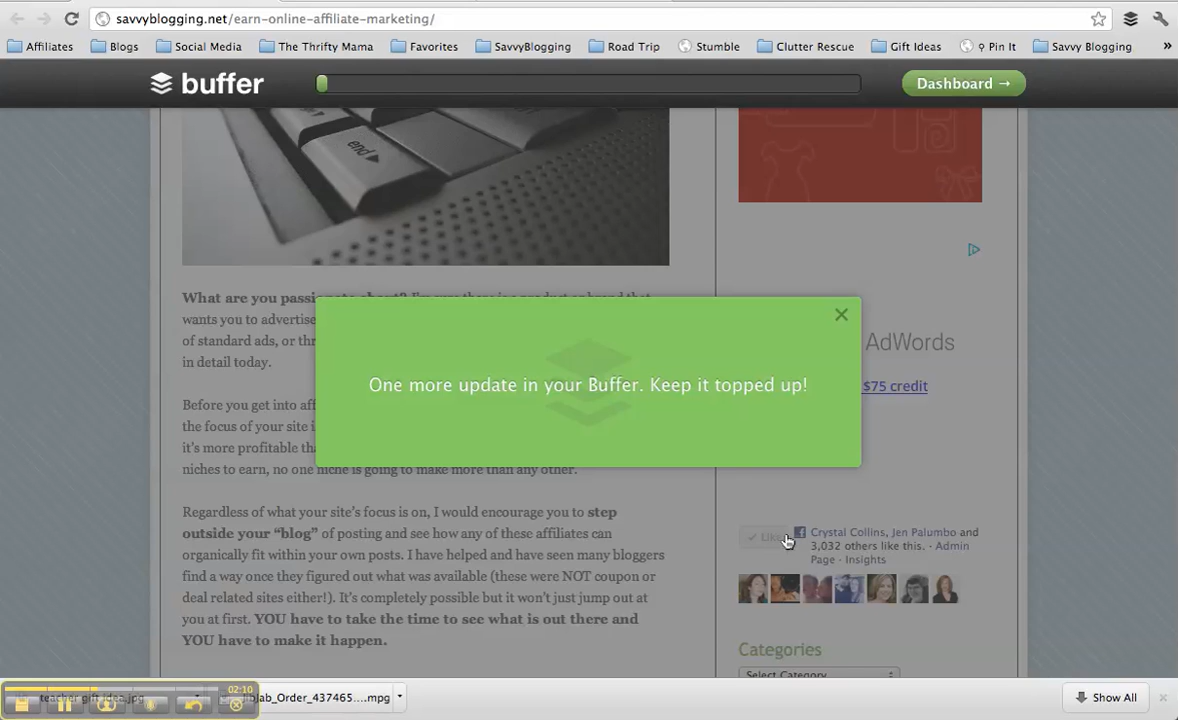 savvyblogging.net/earn-online-affiliate-marketing/
Affiliates Blogs Social Media The Thrifty Mama Favorites SavvyBlogging Road Trip Stumble Clutter Rescue Gift Ideas Pin It Savvy Blogging »
buffer Dashboard →
end
What are you
wants you to advertise
of standard ads, or
in detail today.
One more update in your Buffer. Keep it topped up!
AdWords
$75 credit
Before you get into
the focus of your site
it's more profitable
niches to earn, no one niche is going to make more than any other.
Regardless of what your site's focus is on, I would encourage you to step
outside your "blog" of posting and see how any of these affiliates can
organically fit within your own posts. I have helped and have seen many bloggers
find a way once they figured out what was available (these were NOT coupon or
deal related sites either!). It's completely possible but it won't just jump out at
you at first. YOU have to take the time to see what is out there and
YOU have to make it happen.
Like
Crystal Collins, Jen Palumbo and
3,032 others like this. - Admin
Page - Insights
Categories
Select Category
02:10
teacher gift idea.jpg
_Order_437465....mpg
Show All